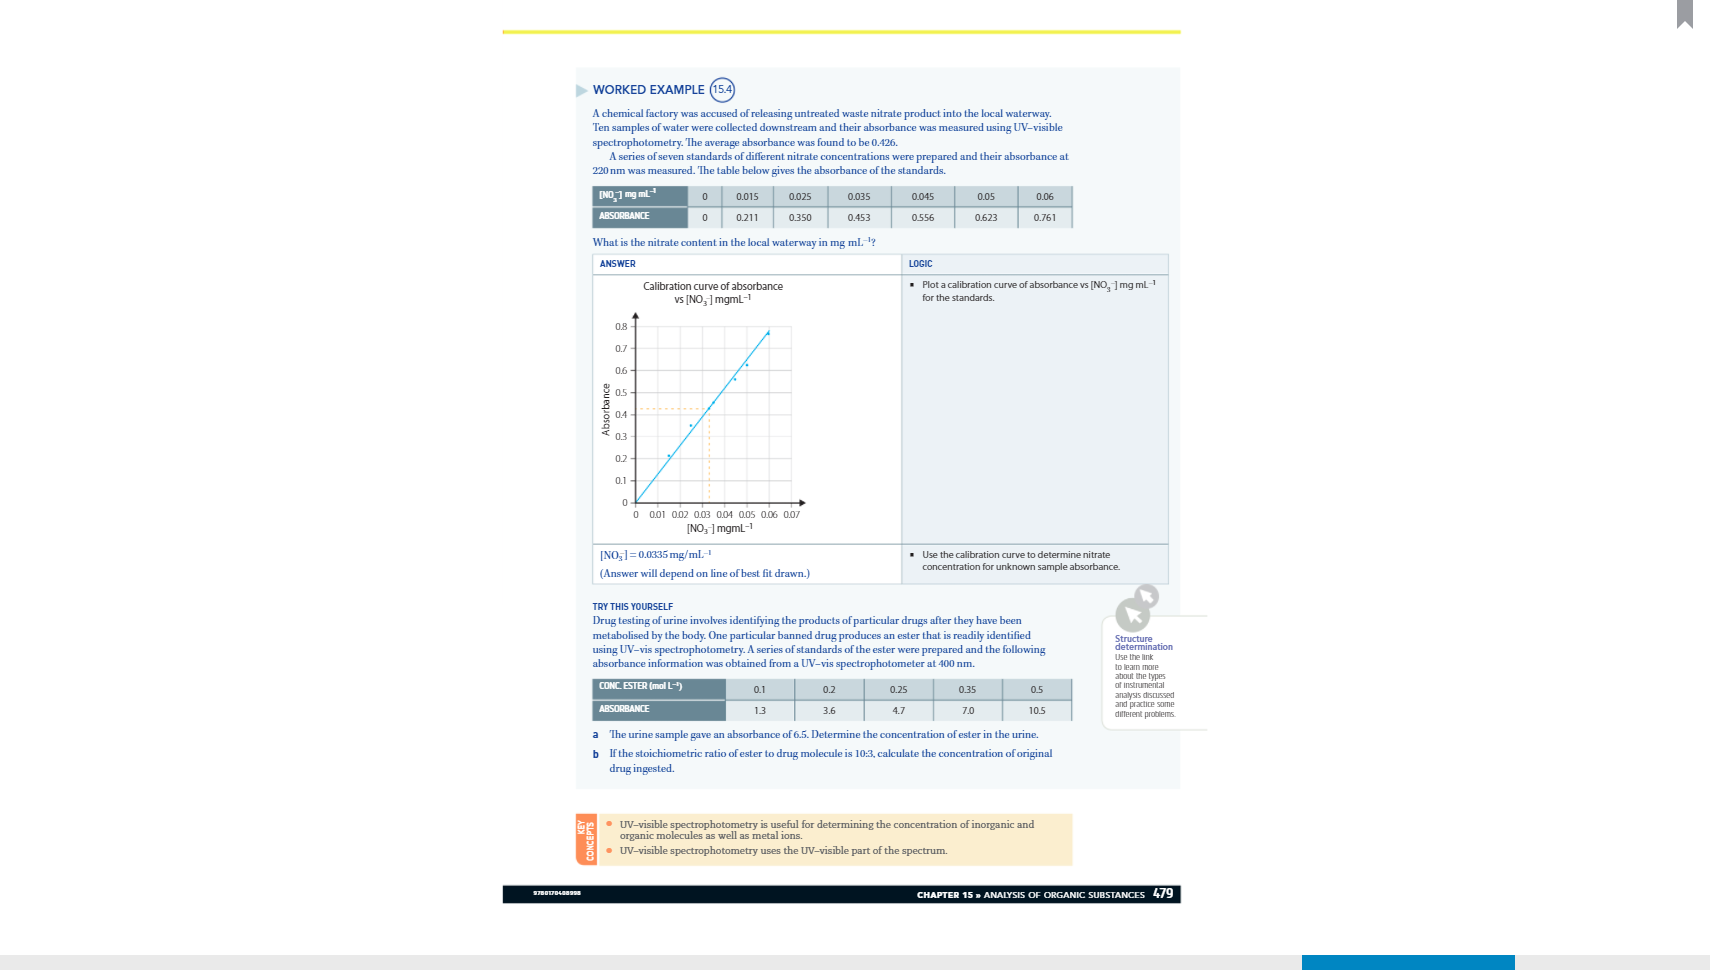 WORKED EXAMPLE 15.4
A chemical factory was accused of releasing untreated waste nitrate product into the local waterway.
Ten samples of water were collected downstream and their absorbance was measured using UV–visible
spectrophotometry. The average absorbance was found to be 0.426.
A series of seven standards of different nitrate concentrations were prepared and their absorbance at
220 nm was measured. The table below gives the absorbance of the standards.
[NO₃⁻] mg mL⁻¹ 0 0.015 0.025 0.035 0.045 0.05 0.06
ABSORBANCE 0 0.211 0.350 0.453 0.556 0.623 0.761
What is the nitrate content in the local waterway in mg mL⁻¹?
ANSWER
LOGIC
Calibration curve of absorbance
vs [NO₃⁻] mgmL⁻¹
0.8
0.7
0.6
0.5
0.4
0.3
0.2
0.1
0
Absorbance
0 0.01 0.02 0.03 0.04 0.05 0.06 0.07
[NO₃⁻] mgmL⁻¹
▪ Plot a calibration curve of absorbance vs [NO₃⁻] mg mL⁻¹
for the standards.
[NO₃⁻] = 0.0335 mg/mL⁻¹
(Answer will depend on line of best fit drawn.)
▪ Use the calibration curve to determine nitrate
concentration for unknown sample absorbance.
TRY THIS YOURSELF
Drug testing of urine involves identifying the products of particular drugs after they have been
metabolised by the body. One particular banned drug produces an ester that is readily identified
using UV–vis spectrophotometry. A series of standards of the ester were prepared and the following
absorbance information was obtained from a UV–vis spectrophotometer at 400 nm.
CONC. ESTER (mol L⁻¹) 0.1 0.2 0.25 0.35 0.5
ABSORBANCE 1.3 3.6 4.7 7.0 10.5
a The urine sample gave an absorbance of 6.5. Determine the concentration of ester in the urine.
b If the stoichiometric ratio of ester to drug molecule is 10:3, calculate the concentration of original
drug ingested.
Structure
determination
Use the link
to learn more
about the types
of instrumental
analysis discussed
and practice some
different problems.
KEY
CONCEPTS
• UV–visible spectrophotometry is useful for determining the concentration of inorganic and
organic molecules as well as metal ions.
• UV–visible spectrophotometry uses the UV–visible part of the spectrum.
CHAPTER 15 » ANALYSIS OF ORGANIC SUBSTANCES 479